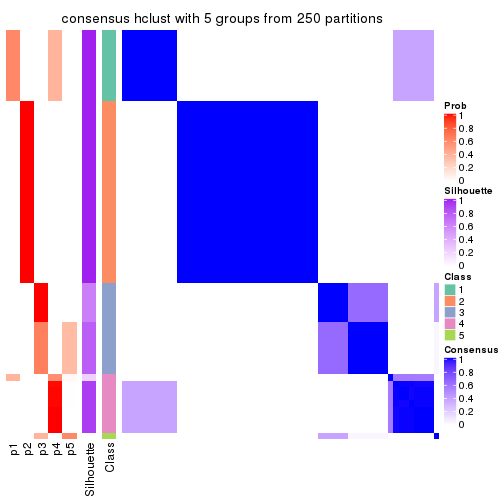 consensus hclust with 5 groups from 250 partitions
Prob
1
0.8
0.6
0.4
0.2
0
Silhouette
1
0.8
0.6
0.4
0.2
0
Class
1
2
3
4
5
Consensus
1
0.8
0.6
0.4
0.2
0
p1
p2
p3
p4
p5
Silhouette
Class